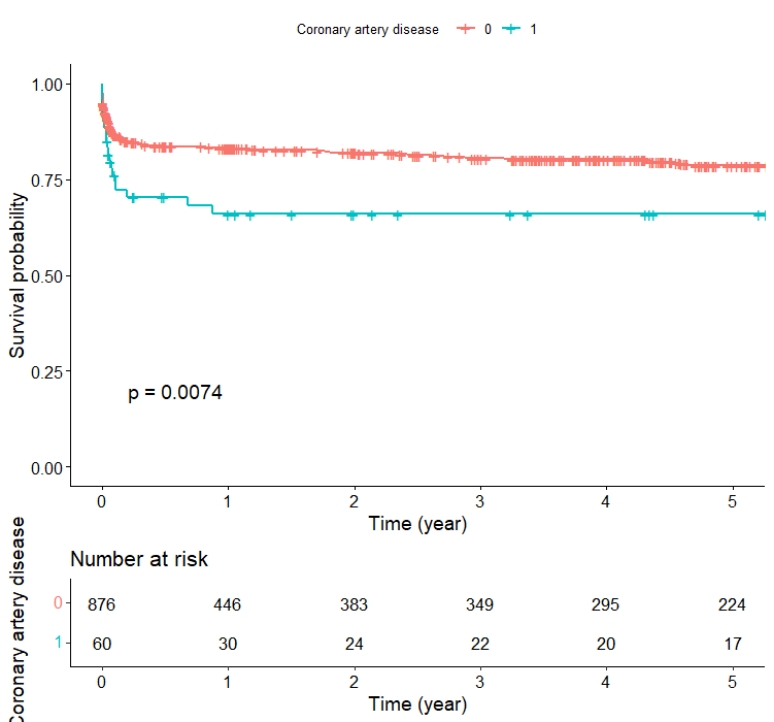 Coronary artery disease 0 1
1.00
0.75
0.50
0.25
0.00
Survival probability
p = 0.0074
0 1 2 3 4 5
Time (year)
Number at risk
Coronary artery disease
0 876 446 383 349 295 224
1 60 30 24 22 20 17
0 1 2 3 4 5
Time (year)